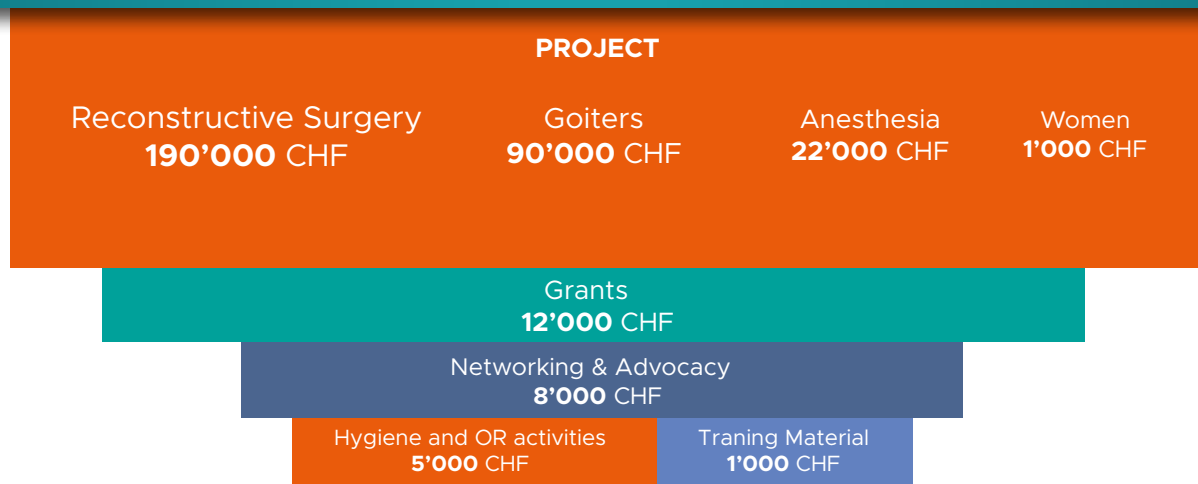 PROJECT
Reconstructive Surgery
190’000 CHF
Goiters
90’000 CHF
Anesthesia
22’000 CHF
Women
1’000 CHF
Grants
12’000 CHF
Networking & Advocacy
8’000 CHF
Hygiene and OR activities
5’000 CHF
Traning Material
1’000 CHF